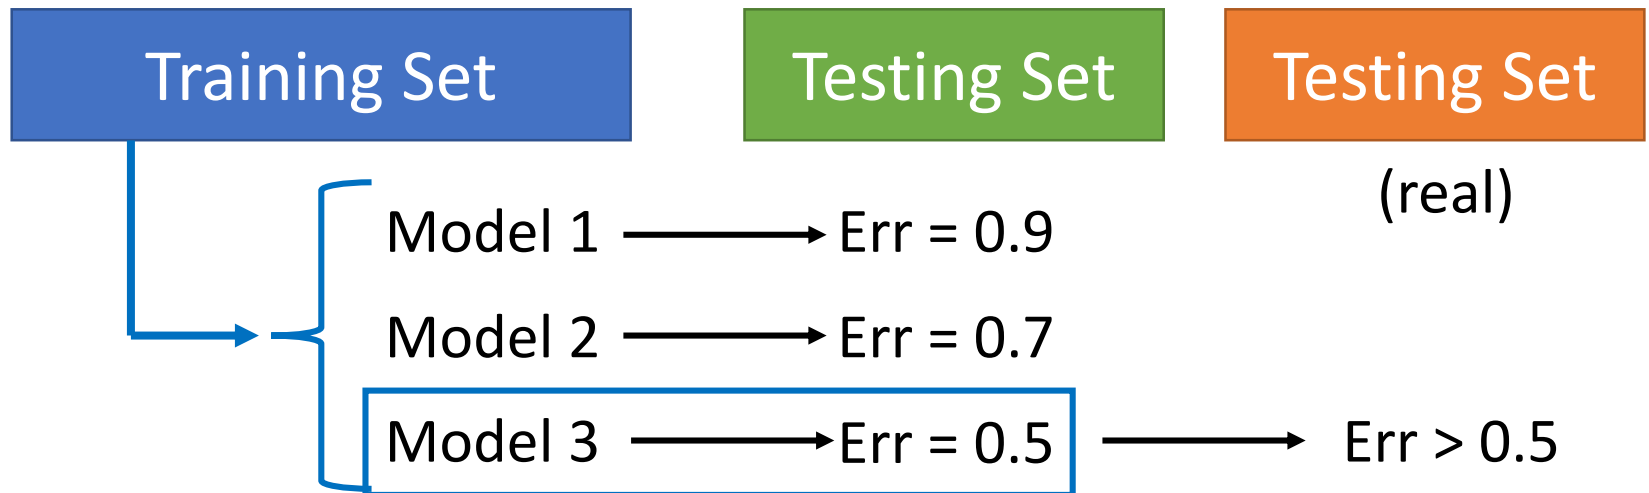 Training Set
Testing Set
Testing Set
(real)
Model 1
Err = 0.9
Model 2
Err = 0.7
Model 3
Err = 0.5
Err > 0.5